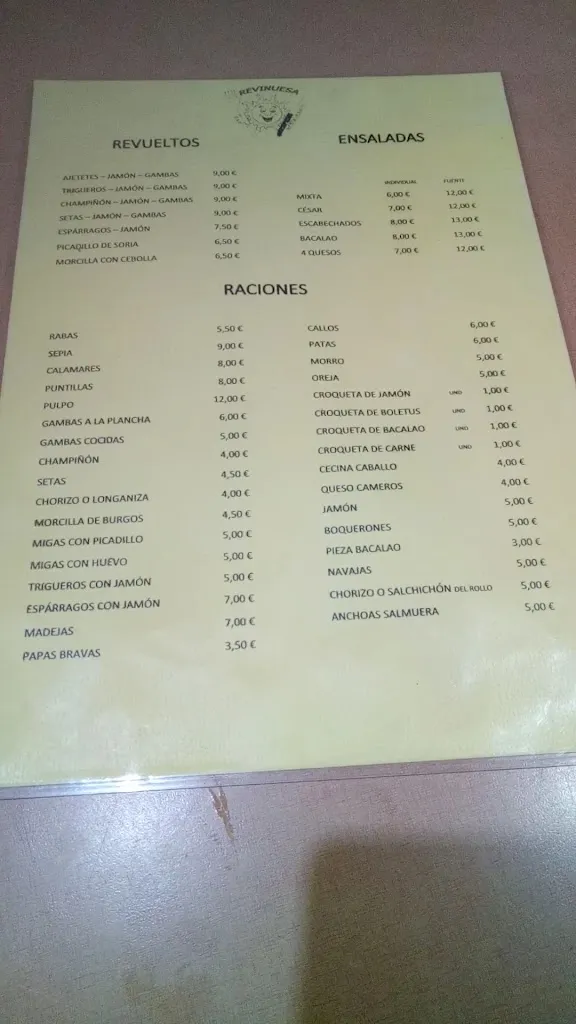 REVINUESA
REVUELTOS
AJETETES – JAMÓN – GAMBAS 9,00 €
TRIGUEROS – JAMÓN – GAMBAS 9,00 €
CHAMPIÑÓN – JAMÓN – GAMBAS 9,00 €
SETAS – JAMÓN – GAMBAS 9,00 €
ESPÁRRAGOS – JAMÓN 7,50 €
PICADILLO DE SORIA 6,50 €
MORCILLA CON CEBOLLA 6,50 €
ENSALADAS
INDIVIDUAL FUENTE
MIXTA 6,00 € 12,00 €
CÉSAR 7,00 € 12,00 €
ESCABECHADOS 8,00 € 13,00 €
BACALAO 8,00 € 13,00 €
4 QUESOS 7,00 € 12,00 €
RACIONES
RABAS 5,50 €
SEPIA 9,00 €
CALAMARES 8,00 €
PUNTILLAS 8,00 €
PULPO 12,00 €
GAMBAS A LA PLANCHA 6,00 €
GAMBAS COCIDAS 5,00 €
CHAMPIÑÓN 4,00 €
SETAS 4,50 €
CHORIZO O LONGANIZA 4,00 €
MORCILLA DE BURGOS 4,50 €
MIGAS CON PICADILLO 5,00 €
MIGAS CON HUEVO 5,00 €
TRIGUEROS CON JAMÓN 5,00 €
ESPÁRRAGOS CON JAMÓN 7,00 €
MADEJAS 7,00 €
PAPAS BRAVAS 3,50 €
CALLOS 6,00 €
PATAS 6,00 €
MORRO 5,00 €
OREJA 5,00 €
CROQUETA DE JAMÓN UNO 1,00 €
CROQUETA DE BOLETUS UNO 1,00 €
CROQUETA DE BACALAO UNO 1,00 €
CROQUETA DE CARNE UNO 1,00 €
CECINA CABALLO 4,00 €
QUESO CAMEROS 4,00 €
JAMÓN 5,00 €
BOQUERONES 5,00 €
PIEZA BACALAO 3,00 €
NAVAJAS 5,00 €
CHORIZO O SALCHICHÓN DEL ROLLO 5,00 €
ANCHOAS SALMUERA 5,00 €